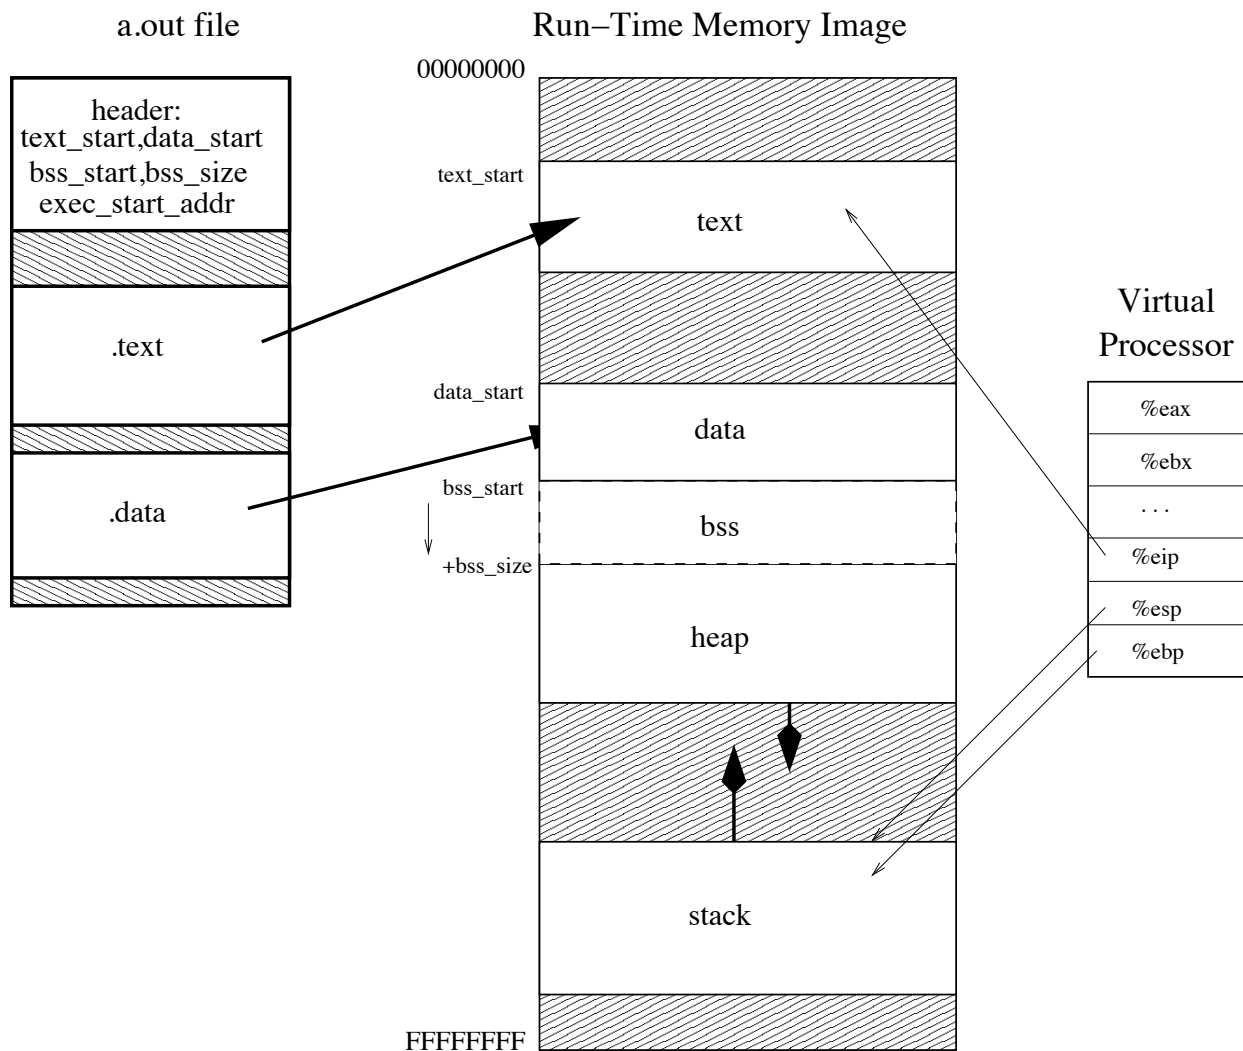 a.out file
header:
text_start,data_start
bss_start,bss_size
exec_start_addr
.text
.data
Run−Time Memory Image
00000000
text_start
text
data_start
data
bss_start
bss
+bss_size
heap
stack
FFFFFFFF
Virtual
Processor
%eax
%ebx
. . .
%eip
%esp
%ebp